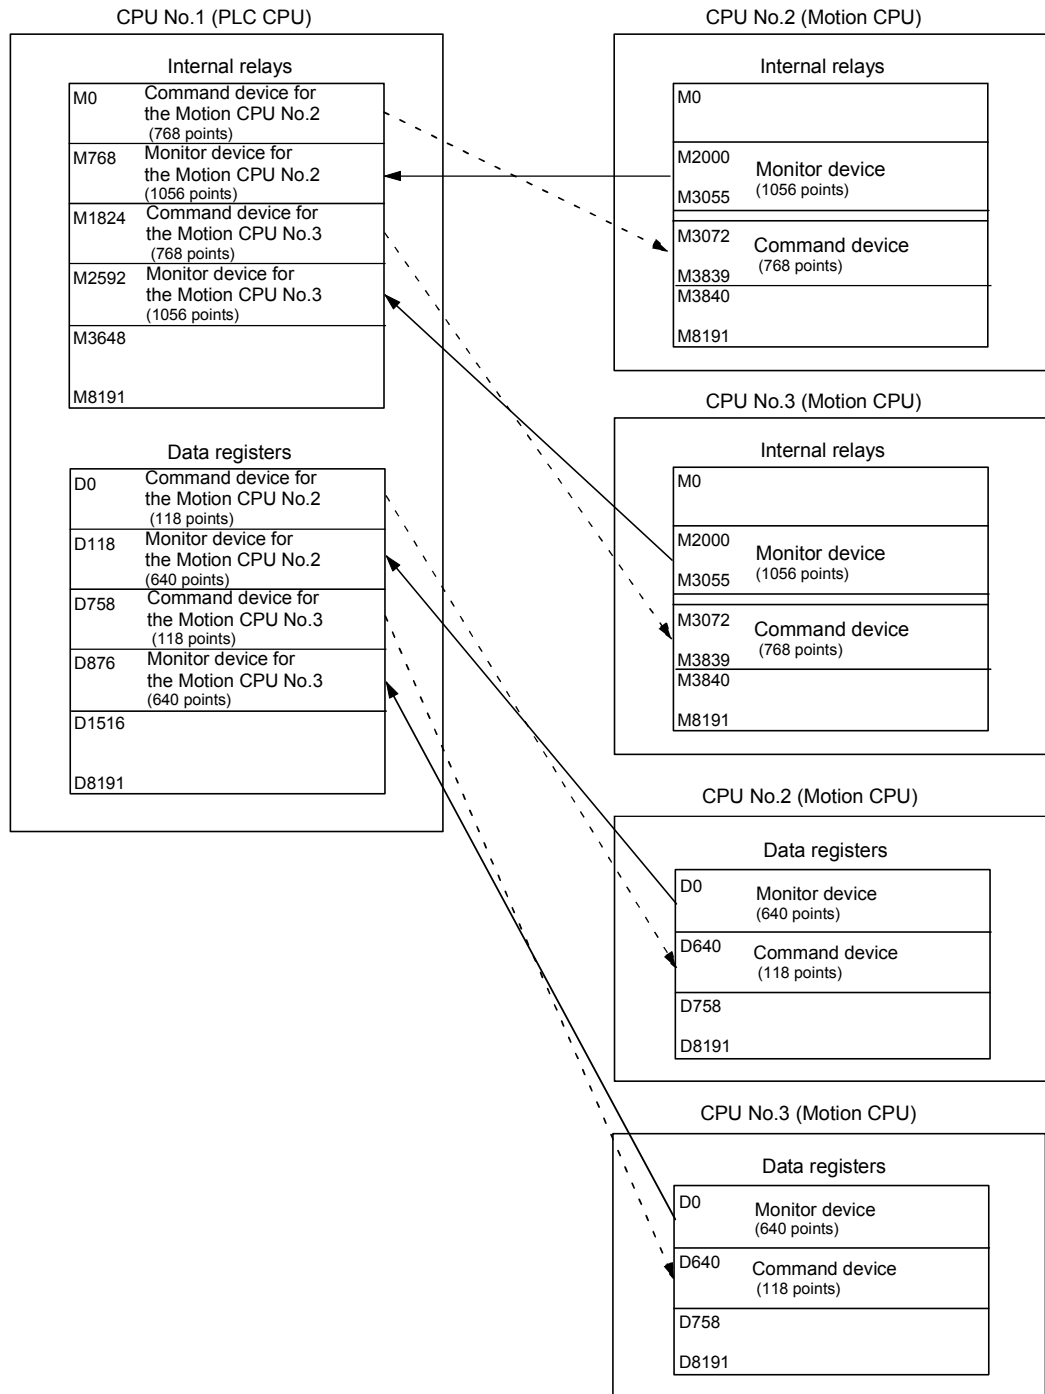 CPU No.1 (PLC CPU)
Internal relays
M0
Command device for
the Motion CPU No.2
(768 points)
M768
Monitor device for
the Motion CPU No.2
(1056 points)
M1824
Command device for
the Motion CPU No.3
(768 points)
M2592
Monitor device for
the Motion CPU No.3
(1056 points)
M3648
M8191
Data registers
D0
Command device for
the Motion CPU No.2
(118 points)
D118
Monitor device for
the Motion CPU No.2
(640 points)
D758
Command device for
the Motion CPU No.3
(118 points)
D876
Monitor device for
the Motion CPU No.3
(640 points)
D1516
D8191
CPU No.2 (Motion CPU)
Internal relays
M0
M2000
Monitor device
(1056 points)
M3055
M3072
Command device
(768 points)
M3839
M3840
M8191
CPU No.3 (Motion CPU)
Internal relays
M0
M2000
Monitor device
(1056 points)
M3055
M3072
Command device
(768 points)
M3839
M3840
M8191
CPU No.2 (Motion CPU)
Data registers
D0
Monitor device
(640 points)
D640
Command device
(118 points)
D758
D8191
CPU No.3 (Motion CPU)
Data registers
D0
Monitor device
(640 points)
D640
Command device
(118 points)
D758
D8191